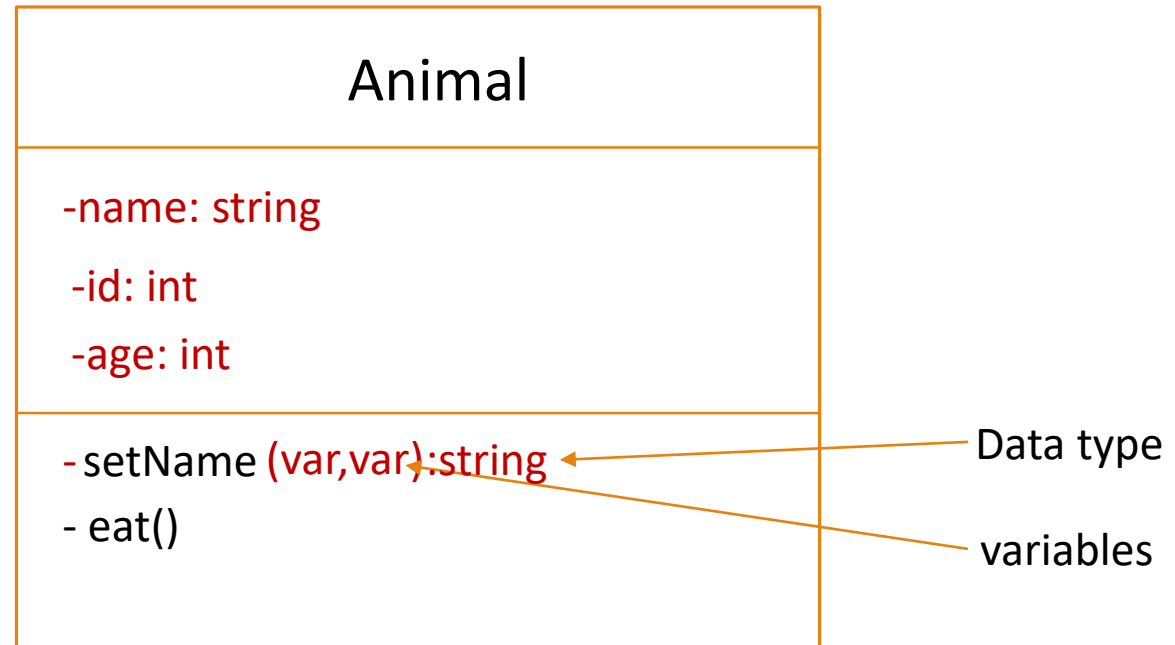 Animal
-name: string
-id: int
-age: int
- setName (var,var):string
Data type
- eat()
variables